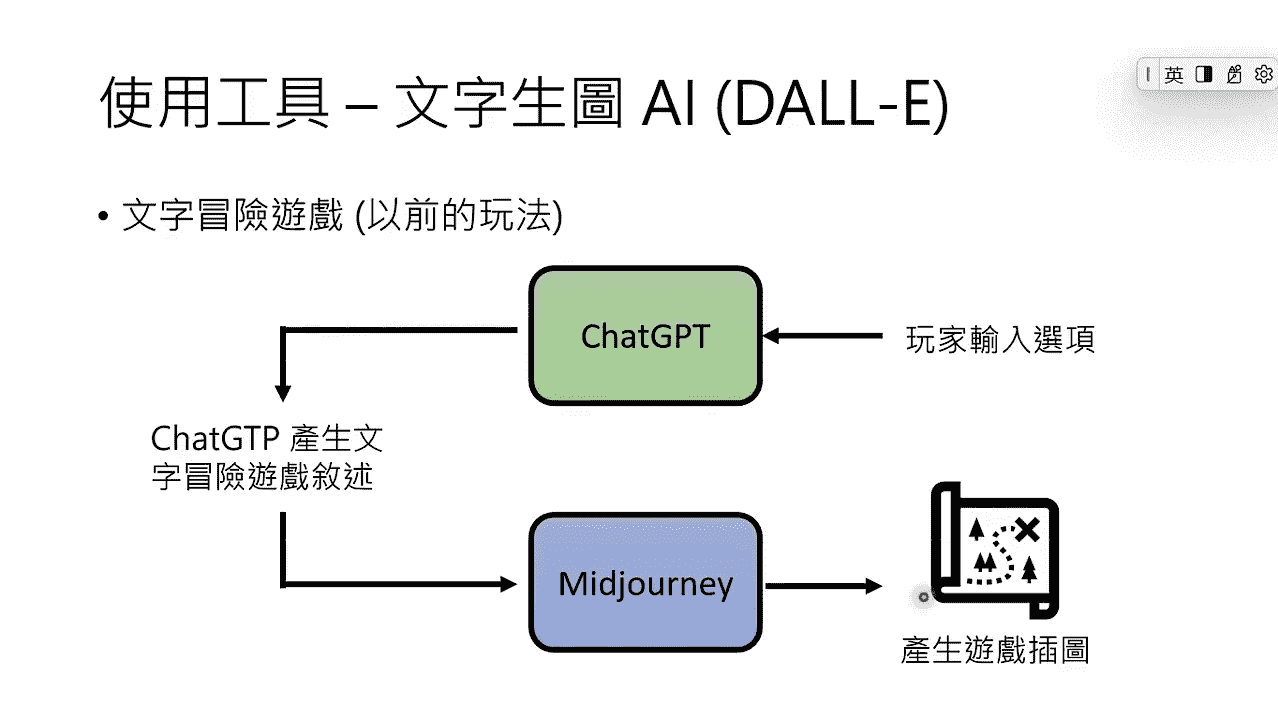 使用工具 – 文字生圖 AI (DALL-E)
英
• 文字冒險遊戲 (以前的玩法)
ChatGPT
玩家輸入選項
ChatGTP 產生文
字冒險遊戲敘述
Midjourney
產生遊戲插圖